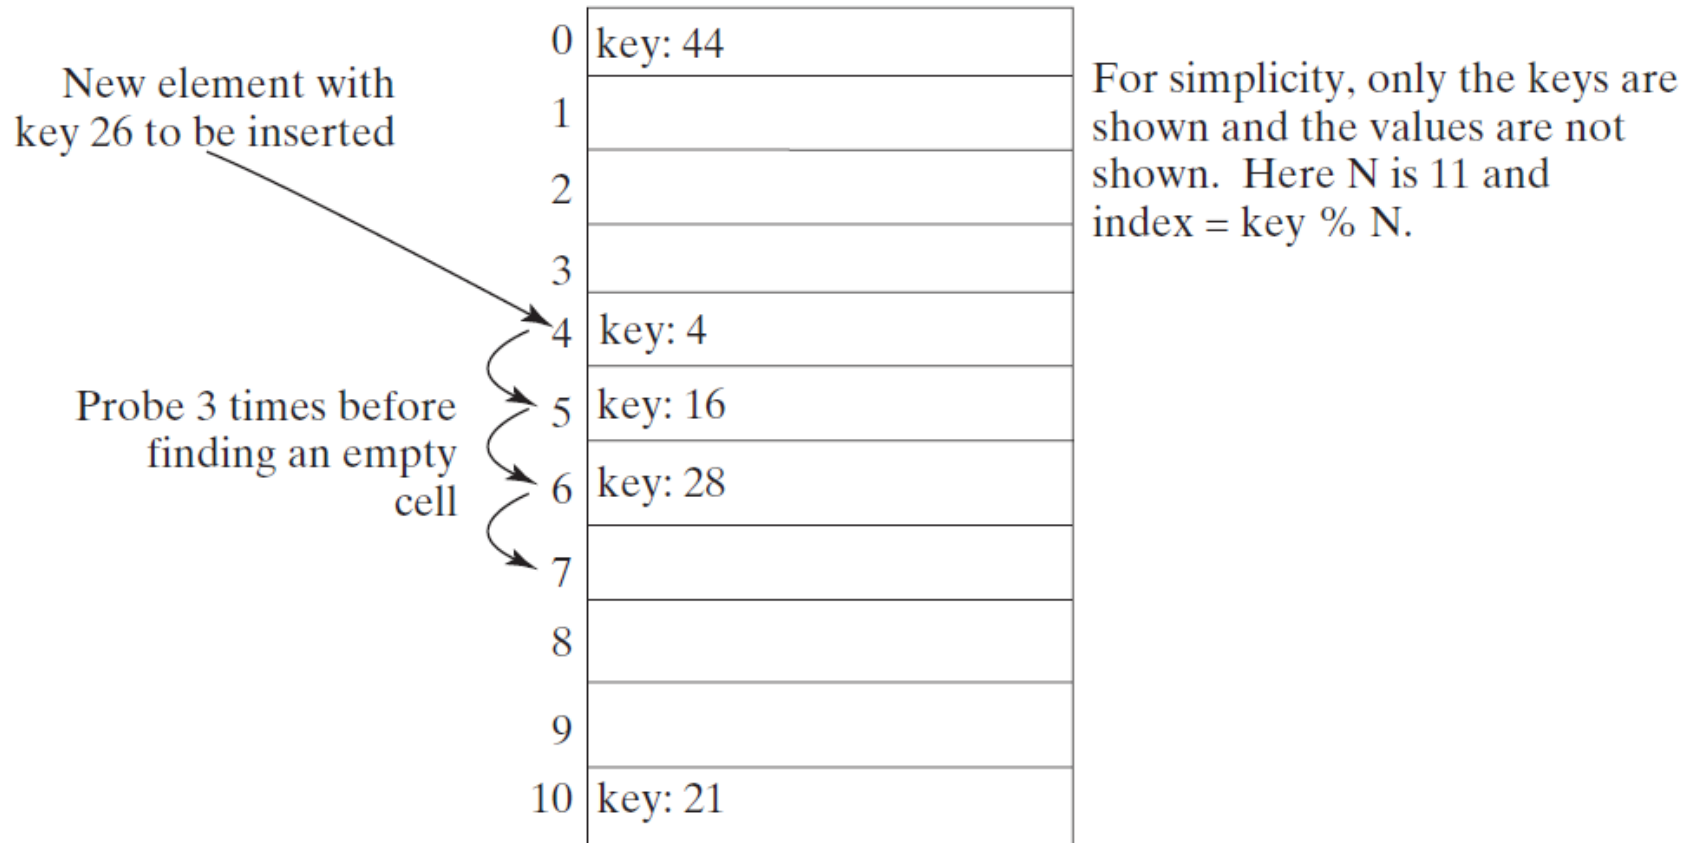 New element with
key 26 to be inserted
Probe 3 times before
finding an empty
cell
0 key: 44
1
2
3
4 key: 4
5 key: 16
6 key: 28
7
8
9
10 key: 21
For simplicity, only the keys are
shown and the values are not
shown. Here N is 11 and
index = key % N.